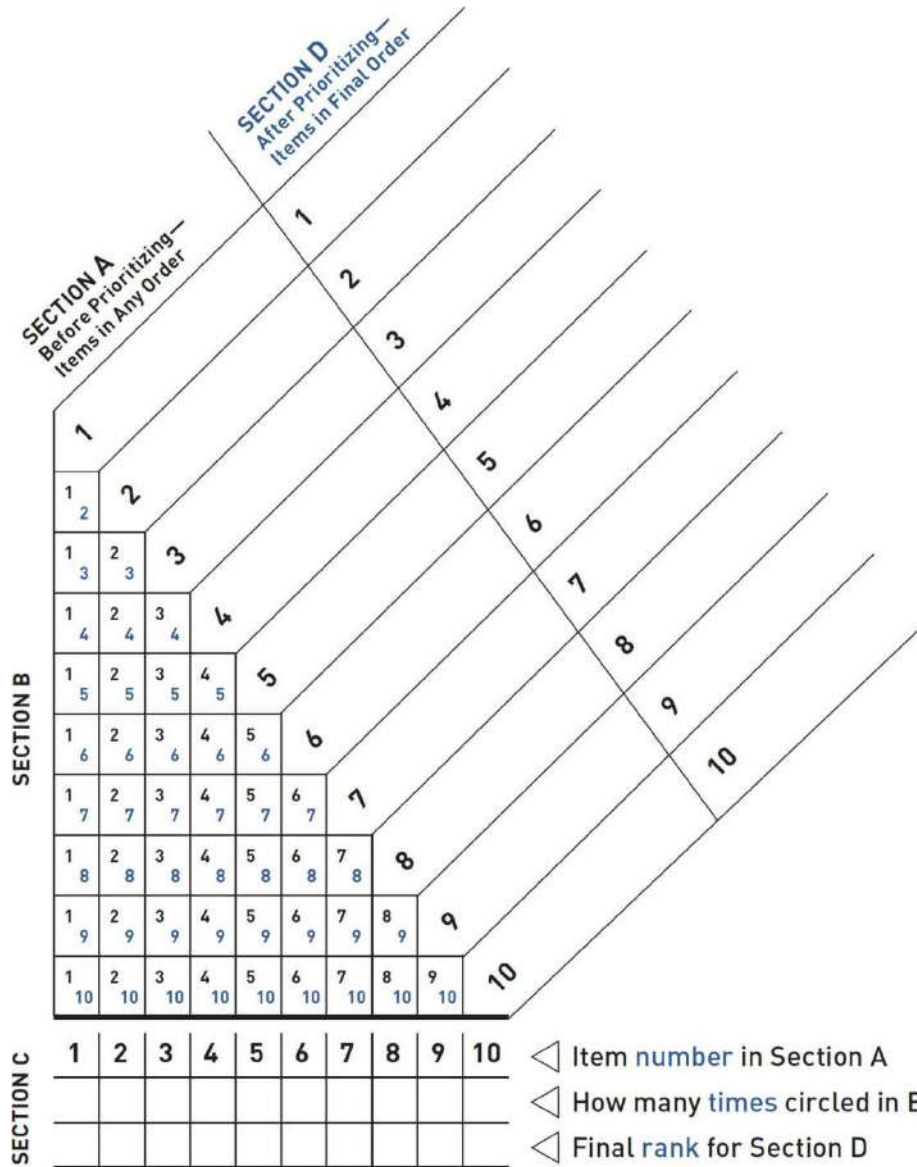 SECTION D
After Prioritizing—
Items in Final Order
SECTION A
Before Prioritizing—
Items in Any Order
1
2
3
4
5
6
7
8
9
10
1
2
3
4
5
6
7
8
9
10
SECTION B
1 2
1 3 2 3
1 4 2 4 3 4
1 5 2 5 3 5 4 5
1 6 2 6 3 6 4 6 5 6
1 7 2 7 3 7 4 7 5 7 6 7
1 8 2 8 3 8 4 8 5 8 6 8 7 8
1 9 2 9 3 9 4 9 5 9 6 9 7 9 8 9
1 10 2 10 3 10 4 10 5 10 6 10 7 10 8 10 9 10
SECTION C
1 2 3 4 5 6 7 8 9 10
Item number in Section A
How many times circled in B
Final rank for Section D